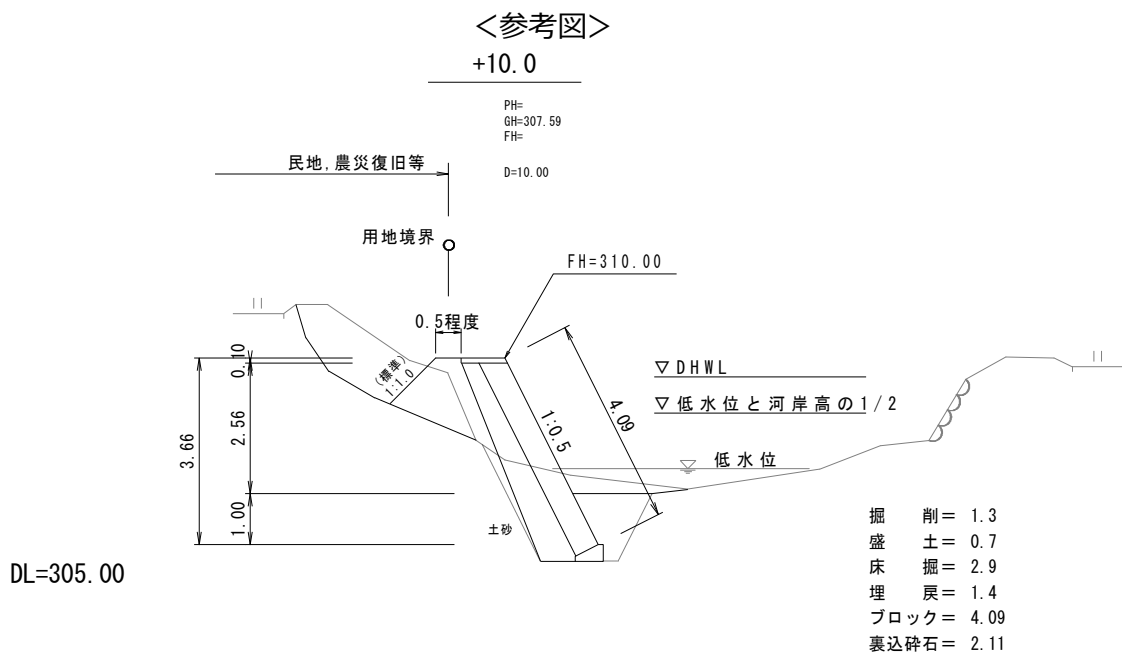 ＜参考図＞
+10.0
PH=
GH=307.59
FH=
D=10.00
民地,農災復旧等
用地境界
FH=310.00
0.5程度
0.10
(標準)
1:1.0
▽DHWL
▽低水位と河岸高の1/2
4.09
1:0.5
2.56
3.66
低水位
1.00
土砂
DL=305.00
掘　削= 1.3
盛　土= 0.7
床　掘= 2.9
埋　戻= 1.4
ブロック= 4.09
裏込砕石= 2.11